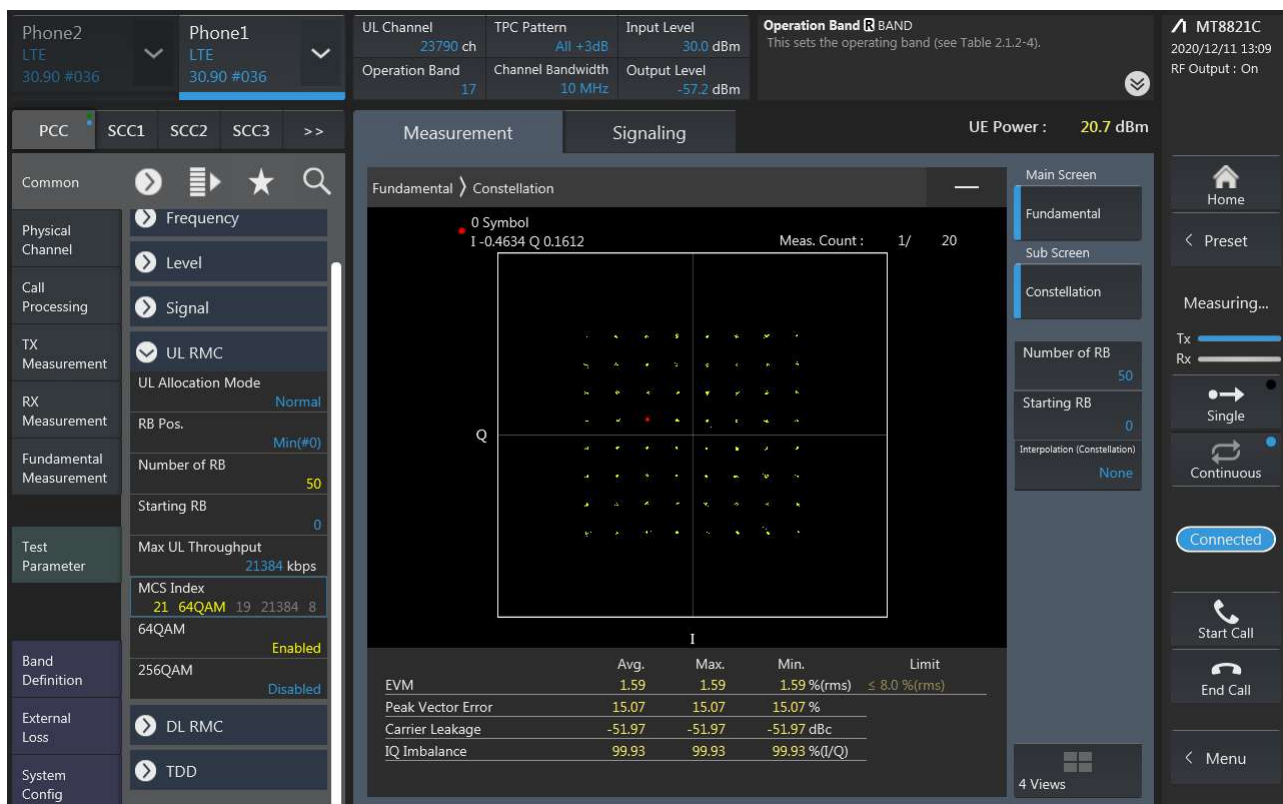 Phone2
LTE
30.90 #036
Phone1
LTE
30.90 #036
UL Channel
23790 ch
Operation Band
17
TPC Pattern
All +3dB
Channel Bandwidth
10 MHz
Input Level
30.0 dBm
Output Level
-57.2 dBm
Operation Band R BAND
This sets the operating band (see Table 2.1.2-4).
MT8821C
2020/12/11 13:09
RF Output : On
PCC SCC1 SCC2 SCC3 >>
Measurement Signaling
UE Power : 20.7 dBm
Common
Physical
Channel
Call
Processing
TX
Measurement
RX
Measurement
Fundamental
Measurement
Test
Parameter
Band
Definition
External
Loss
System
Config
Frequency
Level
Signal
UL RMC
UL Allocation Mode
Normal
RB Pos.
Min(#0)
Number of RB
50
Starting RB
0
Max UL Throughput
21384 kbps
MCS Index
21 64QAM 19 21384 8
64QAM
Enabled
256QAM
Disabled
DL RMC
TDD
Fundamental > Constellation
0 Symbol
I -0.4634 Q 0.1612
Meas. Count : 1/ 20
Q
I
Avg. Max. Min. Limit
EVM 1.59 1.59 1.59 %(rms) ≤ 8.0 %(rms)
Peak Vector Error 15.07 15.07 15.07 %
Carrier Leakage -51.97 -51.97 -51.97 dBc
IQ Imbalance 99.93 99.93 99.93 %(I/Q)
Main Screen
Fundamental
Sub Screen
Constellation
Number of RB
50
Starting RB
0
Interpolation (Constellation)
None
4 Views
Home
< Preset
Measuring...
Tx
Rx
Single
Continuous
Connected
Start Call
End Call
< Menu